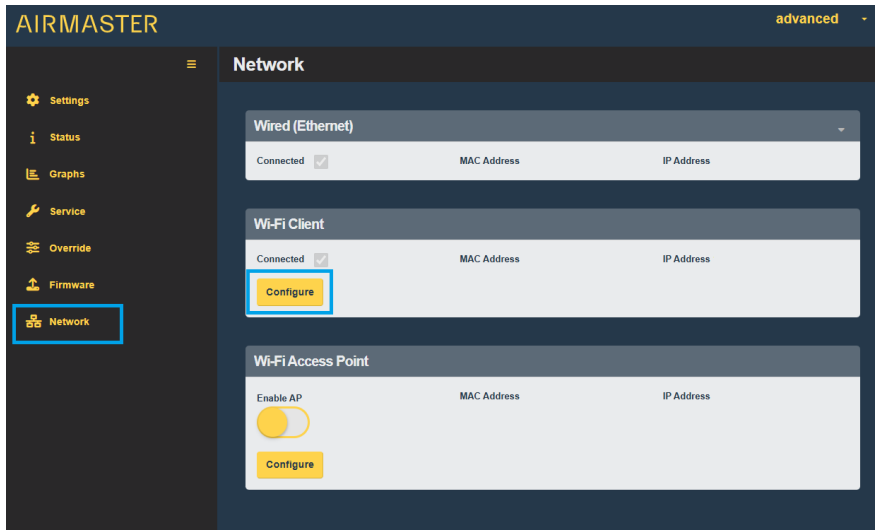 AIRMASTER
advanced
Network
Settings
Status
Graphs
Service
Override
Firmware
Network
Wired (Ethernet)
Connected MAC Address IP Address
Wi-Fi Client
Connected MAC Address IP Address
Configure
Wi-Fi Access Point
Enable AP MAC Address IP Address
Configure